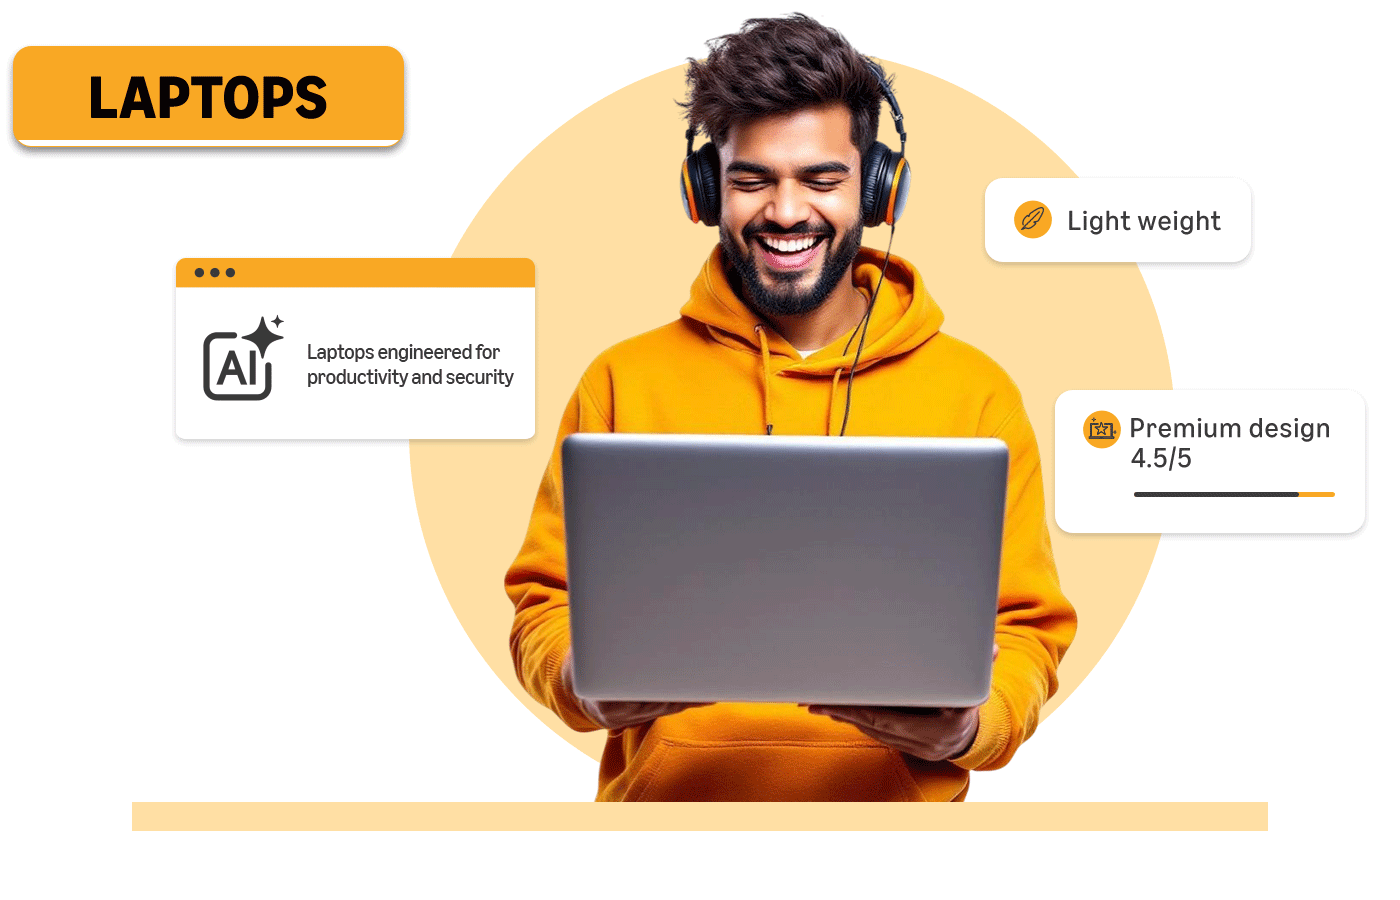 LAPTOPS
Light weight
AI
Laptops engineered for
productivity and security
Premium design
4.5/5